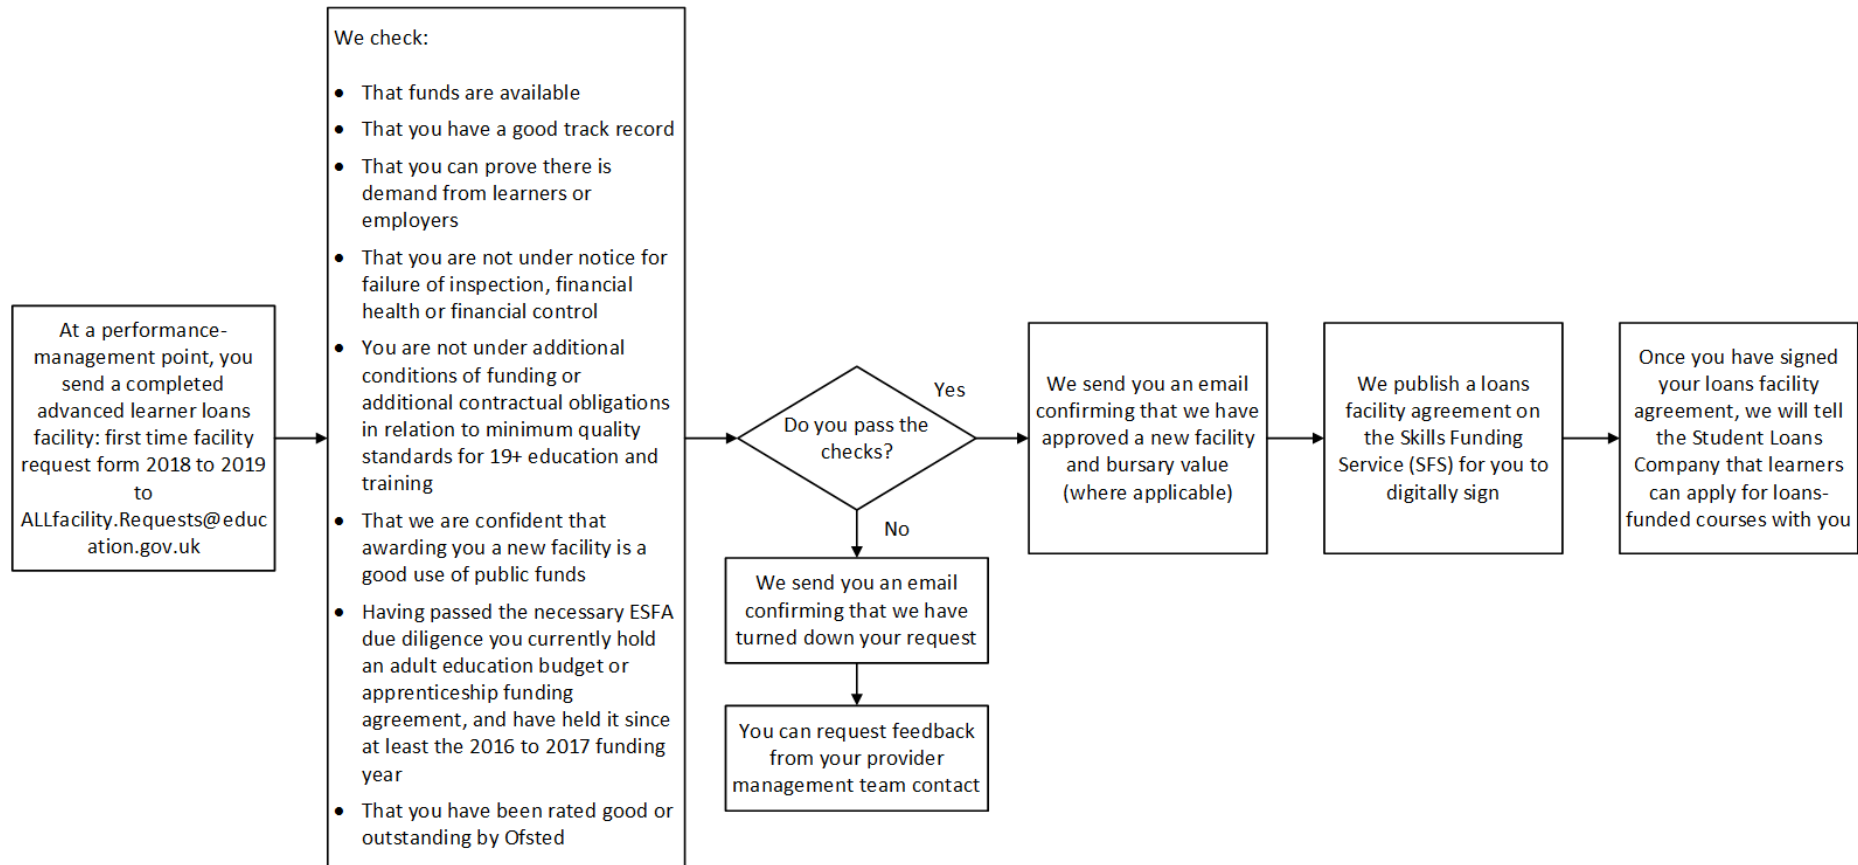 At a performance-
management point, you
send a completed
advanced learner loans
facility: first time facility
request form 2018 to 2019
to
ALLfacility.Requests@educ
ation.gov.uk
We check:
• That funds are available
• That you have a good track record
• That you can prove there is
demand from learners or
employers
• That you are not under notice for
failure of inspection, financial
health or financial control
• You are not under additional
conditions of funding or
additional contractual obligations
in relation to minimum quality
standards for 19+ education and
training
• That we are confident that
awarding you a new facility is a
good use of public funds
• Having passed the necessary ESFA
due diligence you currently hold
an adult education budget or
apprenticeship funding
agreement, and have held it since
at least the 2016 to 2017 funding
year
• That you have been rated good or
outstanding by Ofsted
Do you pass the
checks?
Yes
No
We send you an email
confirming that we have
turned down your request
You can request feedback
from your provider
management team contact
We send you an email
confirming that we have
approved a new facility
and bursary value
(where applicable)
We publish a loans
facility agreement on
the Skills Funding
Service (SFS) for you to
digitally sign
Once you have signed
your loans facility
agreement, we will tell
the Student Loans
Company that learners
can apply for loans-
funded courses with you